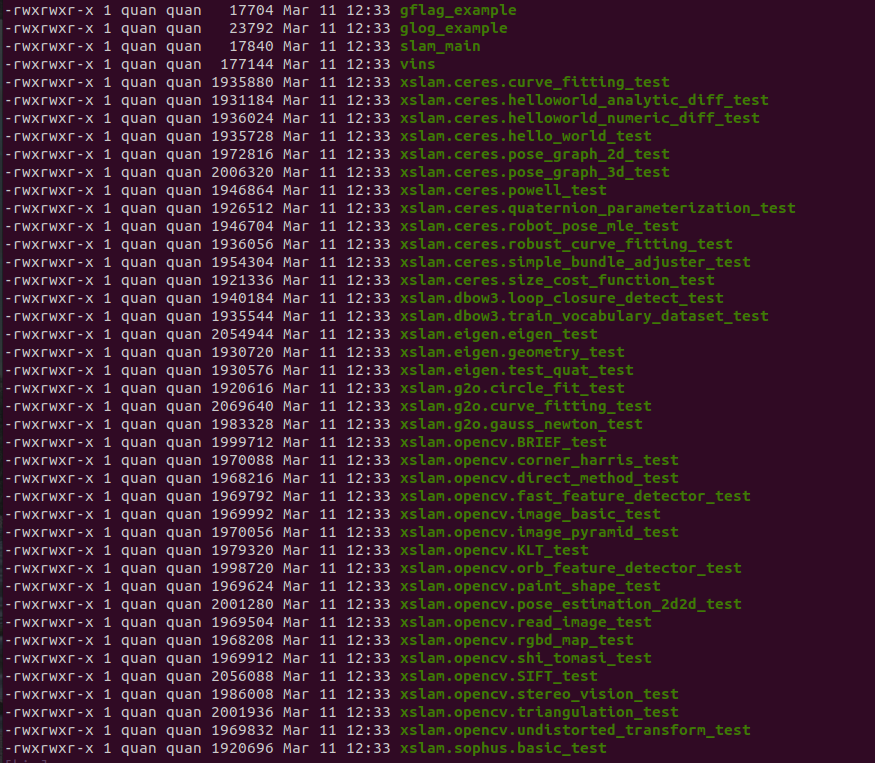 -rwxrwxr-x 1 quan quan   17704 Mar 11 12:33 gflag_example
-rwxrwxr-x 1 quan quan   23792 Mar 11 12:33 glog_example
-rwxrwxr-x 1 quan quan   17840 Mar 11 12:33 slam_main
-rwxrwxr-x 1 quan quan  177144 Mar 11 12:33 vins
-rwxrwxr-x 1 quan quan 1935880 Mar 11 12:33 xslam.ceres.curve_fitting_test
-rwxrwxr-x 1 quan quan 1931184 Mar 11 12:33 xslam.ceres.helloworld_analytic_diff_test
-rwxrwxr-x 1 quan quan 1936024 Mar 11 12:33 xslam.ceres.helloworld_numeric_diff_test
-rwxrwxr-x 1 quan quan 1935728 Mar 11 12:33 xslam.ceres.hello_world_test
-rwxrwxr-x 1 quan quan 1972816 Mar 11 12:33 xslam.ceres.pose_graph_2d_test
-rwxrwxr-x 1 quan quan 2006320 Mar 11 12:33 xslam.ceres.pose_graph_3d_test
-rwxrwxr-x 1 quan quan 1946864 Mar 11 12:33 xslam.ceres.powell_test
-rwxrwxr-x 1 quan quan 1926512 Mar 11 12:33 xslam.ceres.quaternion_parameterization_test
-rwxrwxr-x 1 quan quan 1946704 Mar 11 12:33 xslam.ceres.robot_pose_mle_test
-rwxrwxr-x 1 quan quan 1936056 Mar 11 12:33 xslam.ceres.robust_curve_fitting_test
-rwxrwxr-x 1 quan quan 1954304 Mar 11 12:33 xslam.ceres.simple_bundle_adjuster_test
-rwxrwxr-x 1 quan quan 1921336 Mar 11 12:33 xslam.ceres.size_cost_function_test
-rwxrwxr-x 1 quan quan 1940184 Mar 11 12:33 xslam.dbow3.loop_closure_detect_test
-rwxrwxr-x 1 quan quan 1935544 Mar 11 12:33 xslam.dbow3.train_vocabulary_dataset_test
-rwxrwxr-x 1 quan quan 2054944 Mar 11 12:33 xslam.eigen.eigen_test
-rwxrwxr-x 1 quan quan 1930720 Mar 11 12:33 xslam.eigen.geometry_test
-rwxrwxr-x 1 quan quan 1930576 Mar 11 12:33 xslam.eigen.test_quat_test
-rwxrwxr-x 1 quan quan 1920616 Mar 11 12:33 xslam.g2o.circle_fit_test
-rwxrwxr-x 1 quan quan 2069640 Mar 11 12:33 xslam.g2o.curve_fitting_test
-rwxrwxr-x 1 quan quan 1983328 Mar 11 12:33 xslam.g2o.gauss_newton_test
-rwxrwxr-x 1 quan quan 1999712 Mar 11 12:33 xslam.opencv.BRIEF_test
-rwxrwxr-x 1 quan quan 1970088 Mar 11 12:33 xslam.opencv.corner_harris_test
-rwxrwxr-x 1 quan quan 1968216 Mar 11 12:33 xslam.opencv.direct_method_test
-rwxrwxr-x 1 quan quan 1969792 Mar 11 12:33 xslam.opencv.fast_feature_detector_test
-rwxrwxr-x 1 quan quan 1969992 Mar 11 12:33 xslam.opencv.image_basic_test
-rwxrwxr-x 1 quan quan 1970056 Mar 11 12:33 xslam.opencv.image_pyramid_test
-rwxrwxr-x 1 quan quan 1979320 Mar 11 12:33 xslam.opencv.KLT_test
-rwxrwxr-x 1 quan quan 1998720 Mar 11 12:33 xslam.opencv.orb_feature_detector_test
-rwxrwxr-x 1 quan quan 1969624 Mar 11 12:33 xslam.opencv.paint_shape_test
-rwxrwxr-x 1 quan quan 2001280 Mar 11 12:33 xslam.opencv.pose_estimation_2d2d_test
-rwxrwxr-x 1 quan quan 1969504 Mar 11 12:33 xslam.opencv.read_image_test
-rwxrwxr-x 1 quan quan 1968208 Mar 11 12:33 xslam.opencv.rgbd_map_test
-rwxrwxr-x 1 quan quan 1969912 Mar 11 12:33 xslam.opencv.shi_tomasi_test
-rwxrwxr-x 1 quan quan 2056088 Mar 11 12:33 xslam.opencv.SIFT_test
-rwxrwxr-x 1 quan quan 1986008 Mar 11 12:33 xslam.opencv.stereo_vision_test
-rwxrwxr-x 1 quan quan 2001936 Mar 11 12:33 xslam.opencv.triangulation_test
-rwxrwxr-x 1 quan quan 1969832 Mar 11 12:33 xslam.opencv.undistorted_transform_test
-rwxrwxr-x 1 quan quan 1920696 Mar 11 12:33 xslam.sophus.basic_test